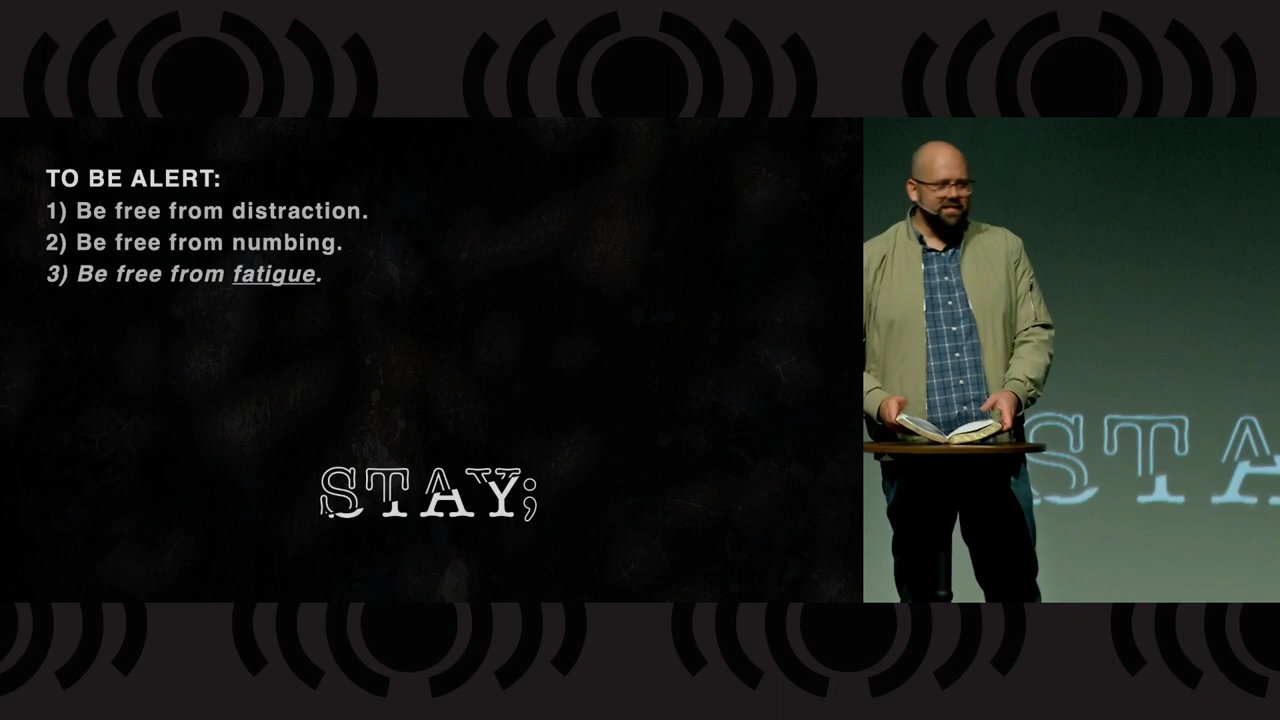 TO BE ALERT:
1) Be free from distraction.
2) Be free from numbing.
3) Be free from fatigue.
STAY;
STA